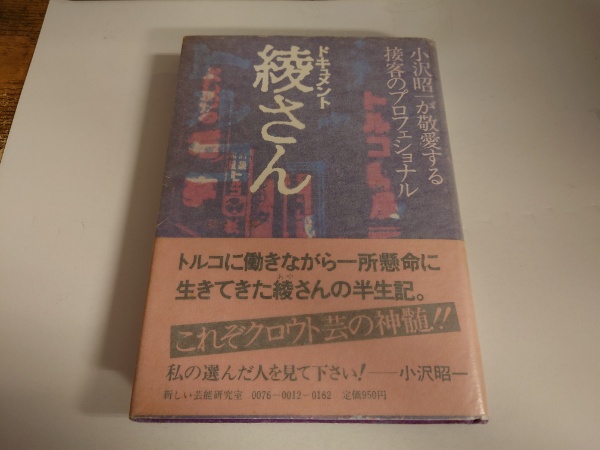 小沢昭一が敬愛する
接客のプロフェショナル
ドキュメント
綾さん
トルコ
トルコに働きながら一所懸命に
生きてきた綾さんの半生記。
あや
これぞクロウト芸の神髄!!
私の選んだ人を見て下さい!——小沢昭一
新しい芸能研究室 0076-0012-0162 定価950円